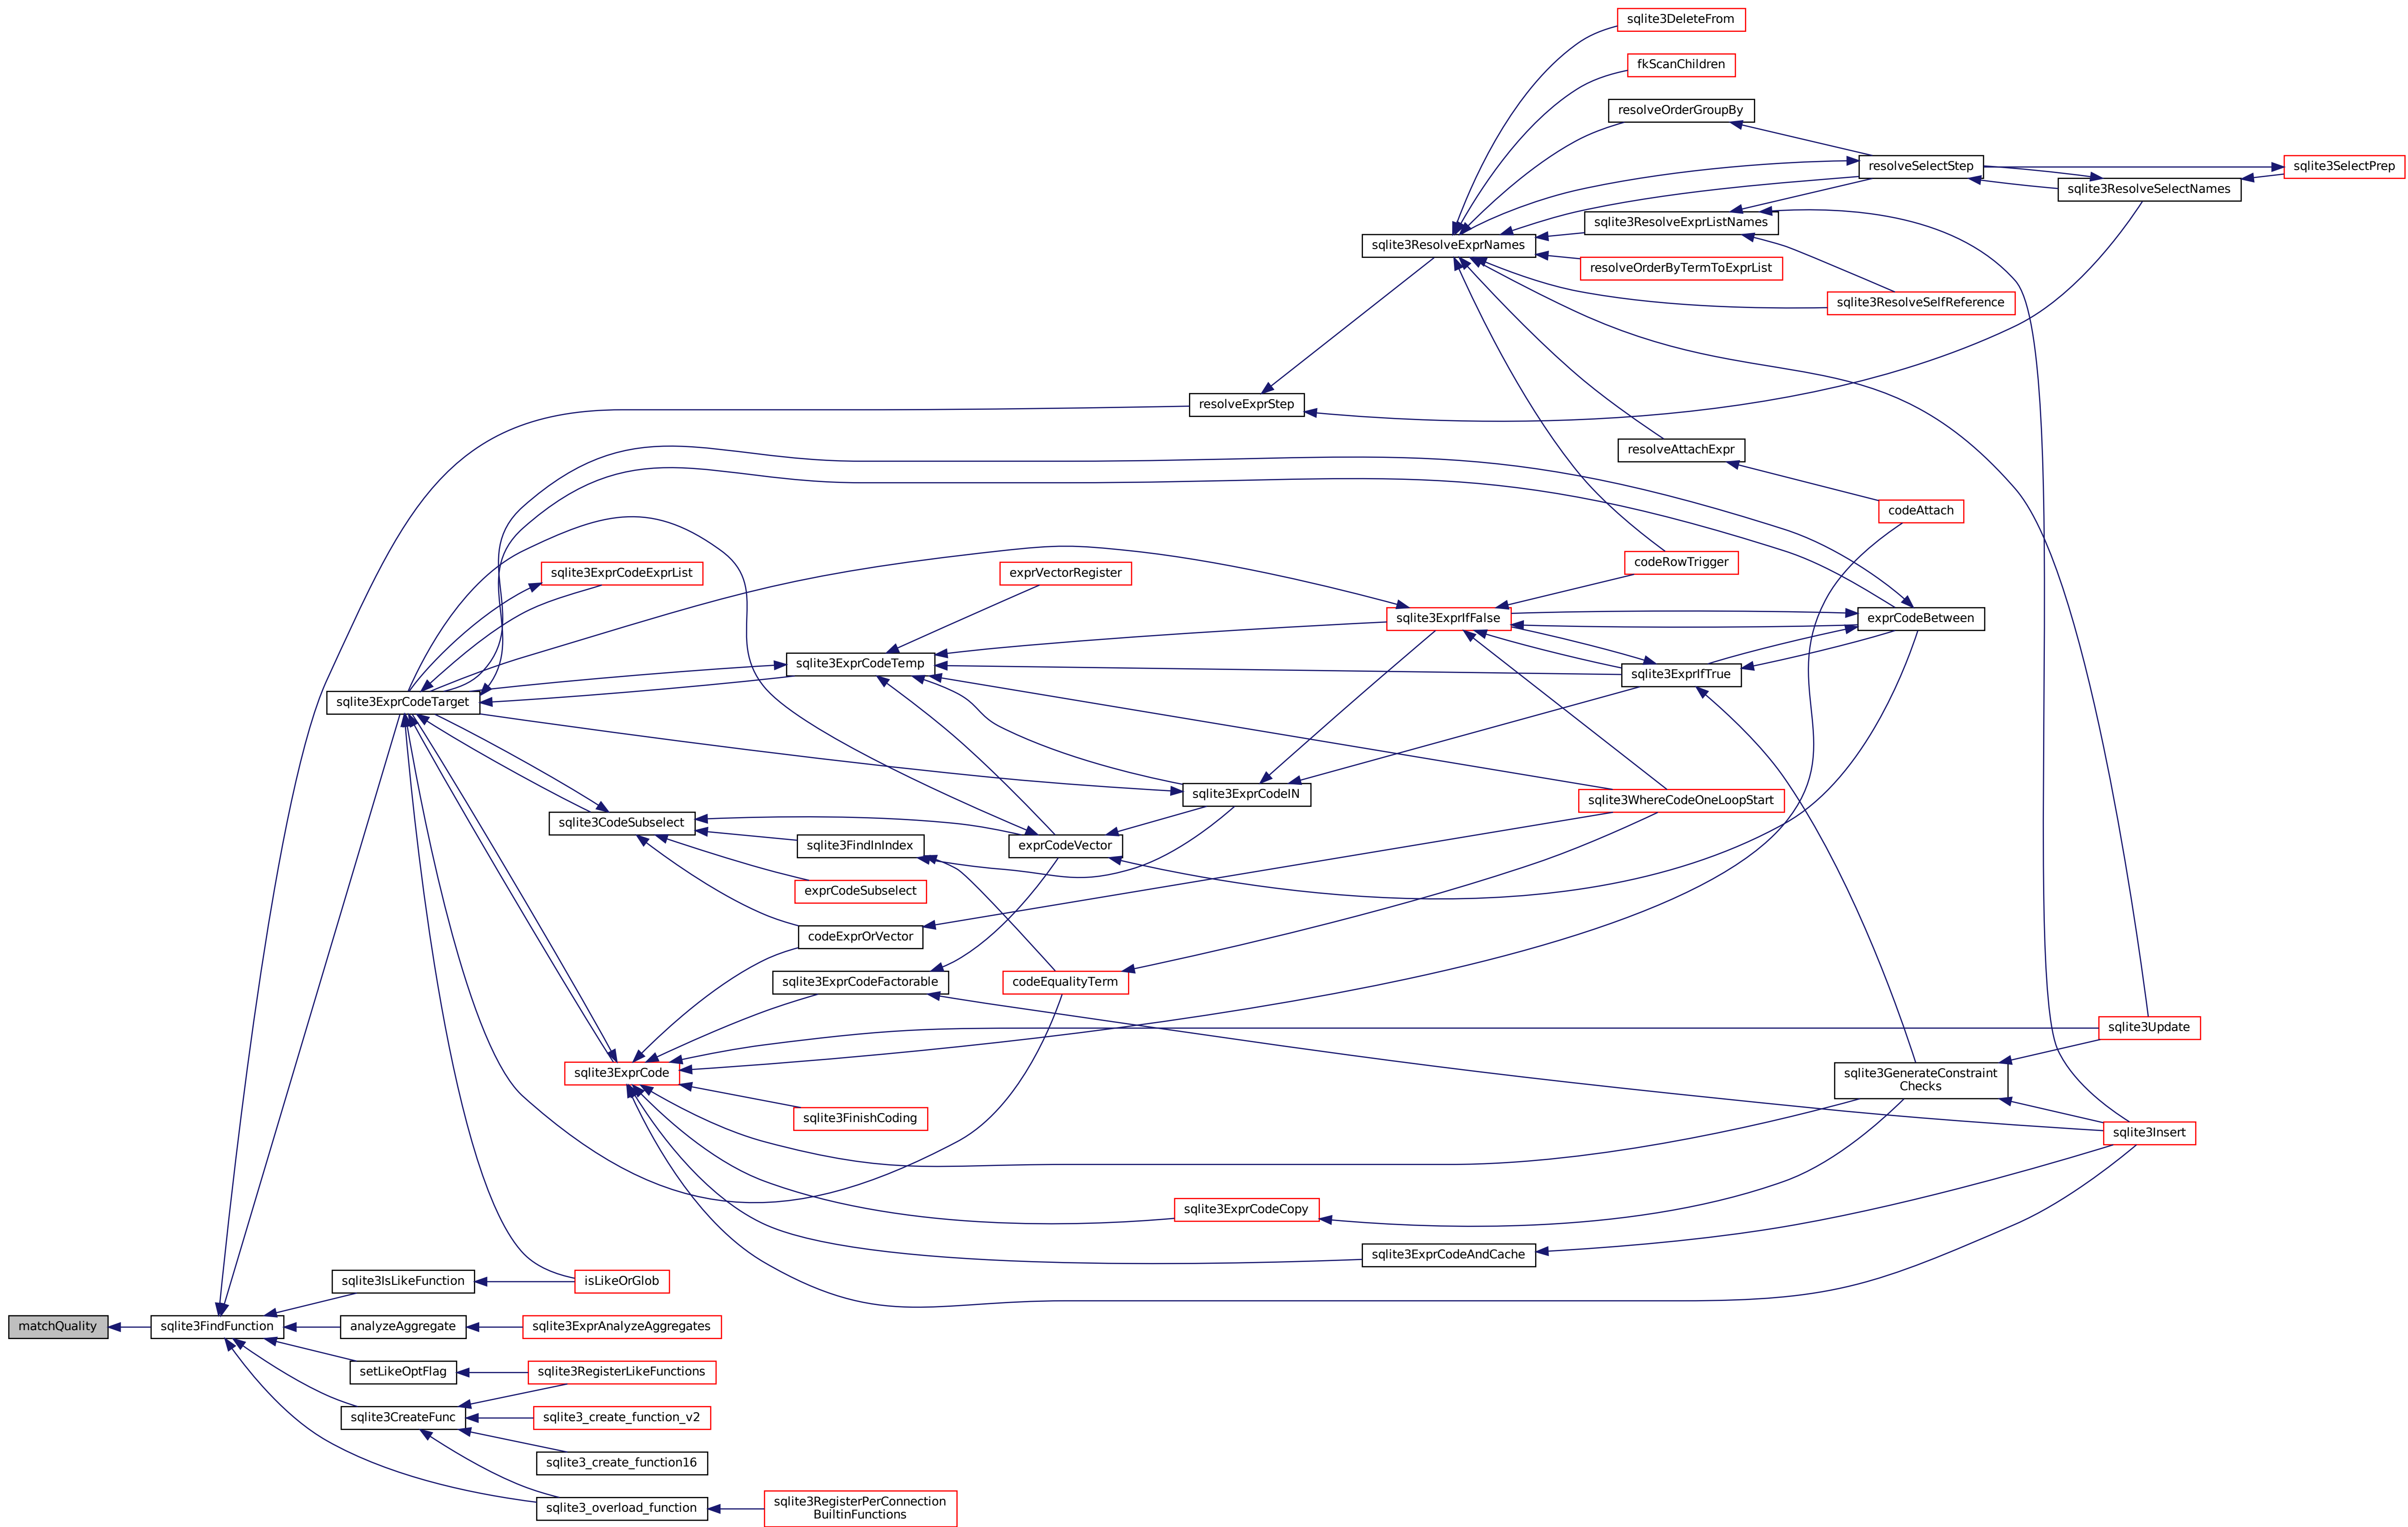 sqlite3DeleteFrom
fkScanChildren
resolveOrderGroupBy
resolveSelectStep
sqlite3SelectPrep
sqlite3ResolveSelectNames
sqlite3ResolveExprListNames
sqlite3ResolveExprNames
resolveOrderByTermToExprList
sqlite3ResolveSelfReference
resolveExprStep
resolveAttachExpr
codeAttach
codeRowTrigger
sqlite3ExprCodeExprList
exprVectorRegister
sqlite3ExprIfFalse
exprCodeBetween
sqlite3ExprCodeTemp
sqlite3ExprIfTrue
sqlite3ExprCodeTarget
sqlite3ExprCodeIN
sqlite3WhereCodeOneLoopStart
sqlite3CodeSubselect
sqlite3FindInIndex
exprCodeVector
exprCodeSubselect
codeExprOrVector
sqlite3ExprCodeFactorable
codeEqualityTerm
sqlite3Update
sqlite3ExprCode
sqlite3GenerateConstraint
Checks
sqlite3FinishCoding
sqlite3Insert
sqlite3ExprCodeCopy
sqlite3ExprCodeAndCache
sqlite3IsLikeFunction
isLikeOrGlob
matchQuality
sqlite3FindFunction
analyzeAggregate
sqlite3ExprAnalyzeAggregates
setLikeOptFlag
sqlite3RegisterLikeFunctions
sqlite3CreateFunc
sqlite3_create_function_v2
sqlite3_create_function16
sqlite3_overload_function
sqlite3RegisterPerConnection
BuiltinFunctions